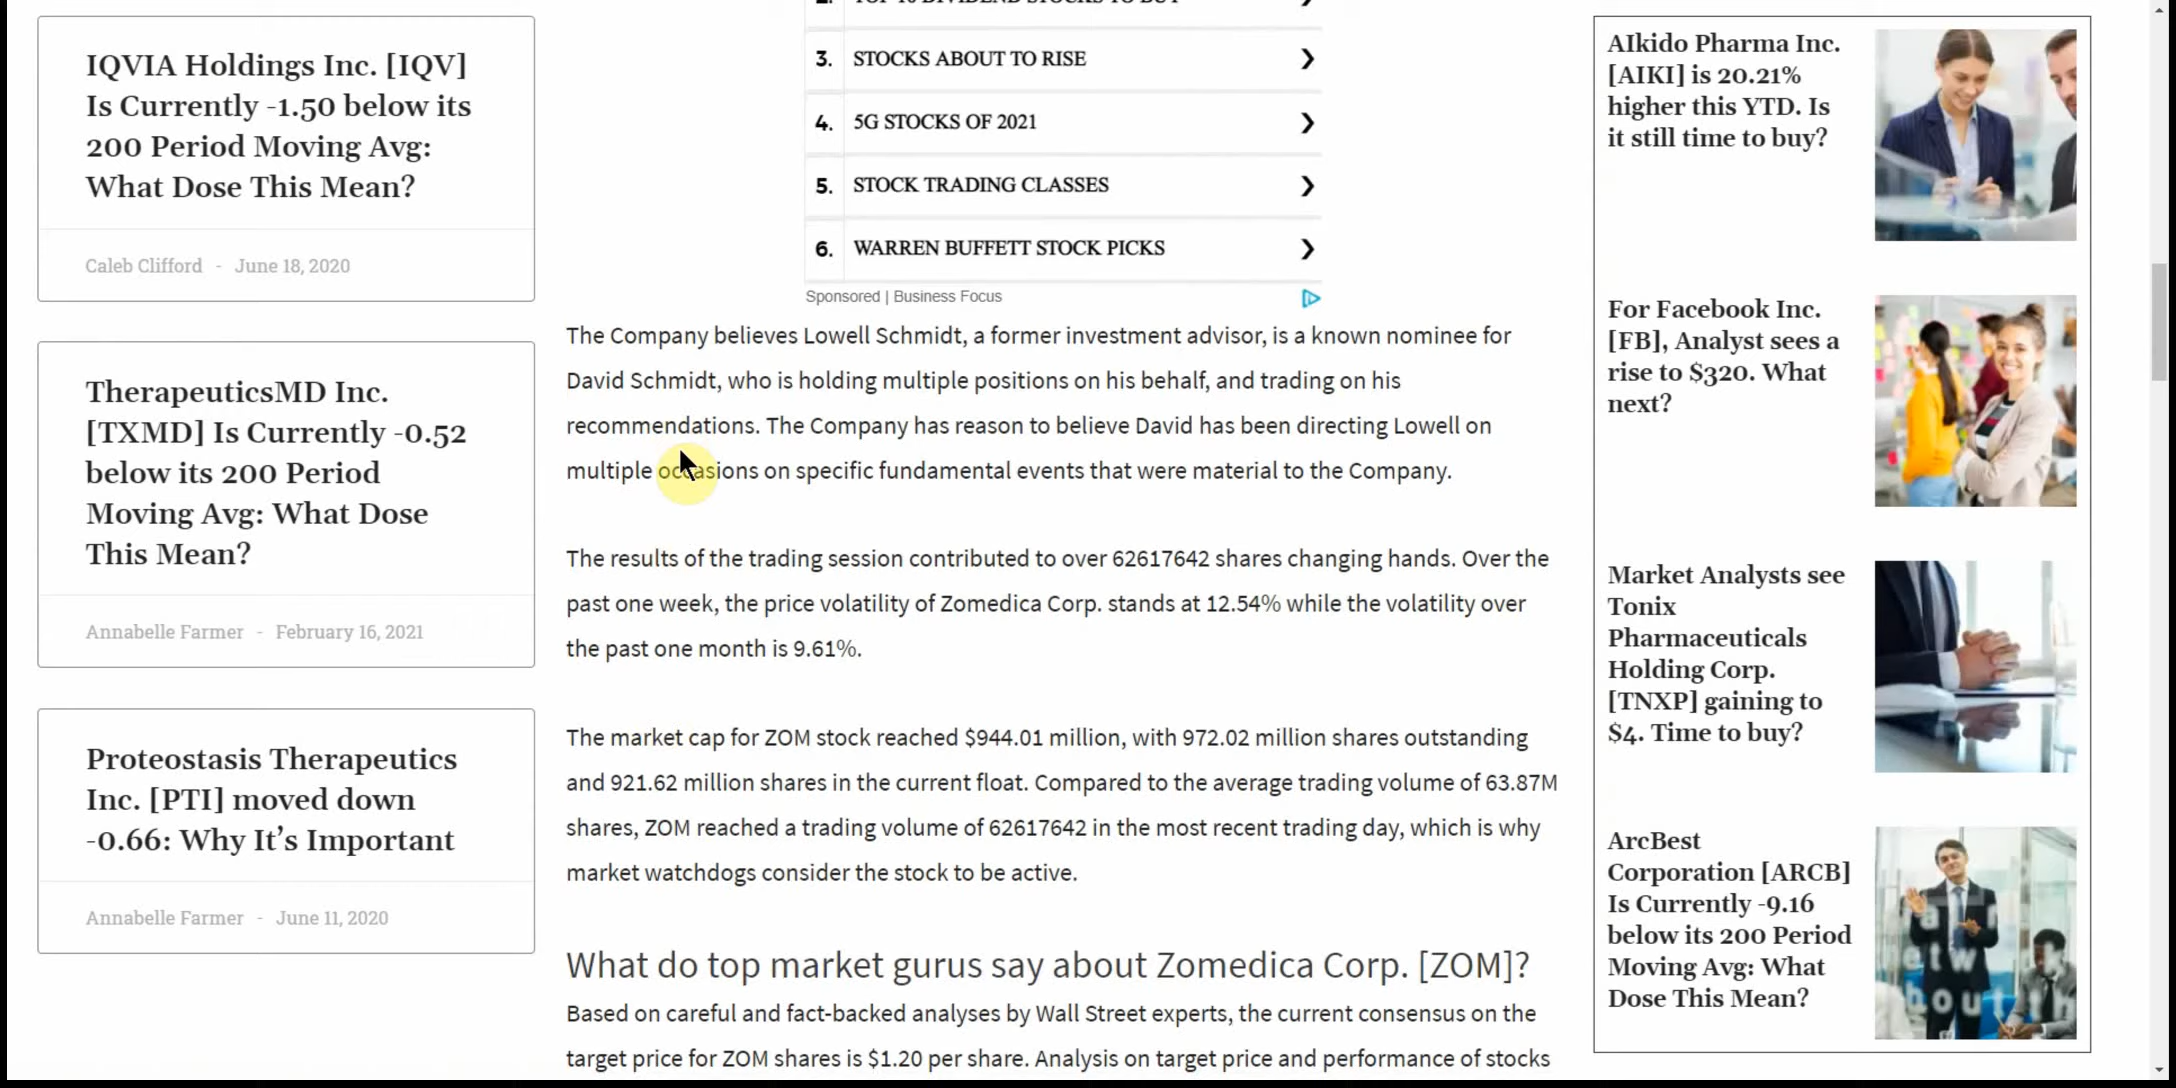 IQVIA Holdings Inc. [IQV]
Is Currently -1.50 below its
200 Period Moving Avg:
What Dose This Mean?
Caleb Clifford - June 18, 2020
TherapeuticsMD Inc.
[TXMD] Is Currently -0.52
below its 200 Period
Moving Avg: What Dose
This Mean?
Annabelle Farmer - February 16, 2021
Proteostasis Therapeutics
Inc. [PTI] moved down
-0.66: Why It’s Important
Annabelle Farmer - June 11, 2020
2. TOP 10 DIVIDEND STOCKS TO BUY
3. STOCKS ABOUT TO RISE
4. 5G STOCKS OF 2021
5. STOCK TRADING CLASSES
6. WARREN BUFFETT STOCK PICKS
Sponsored | Business Focus
The Company believes Lowell Schmidt, a former investment advisor, is a known nominee for
David Schmidt, who is holding multiple positions on his behalf, and trading on his
recommendations. The Company has reason to believe David has been directing Lowell on
multiple occasions on specific fundamental events that were material to the Company.
The results of the trading session contributed to over 62617642 shares changing hands. Over the
past one week, the price volatility of Zomedica Corp. stands at 12.54% while the volatility over
the past one month is 9.61%.
The market cap for ZOM stock reached $944.01 million, with 972.02 million shares outstanding
and 921.62 million shares in the current float. Compared to the average trading volume of 63.87M
shares, ZOM reached a trading volume of 62617642 in the most recent trading day, which is why
market watchdogs consider the stock to be active.
What do top market gurus say about Zomedica Corp. [ZOM]?
Based on careful and fact-backed analyses by Wall Street experts, the current consensus on the
target price for ZOM shares is $1.20 per share. Analysis on target price and performance of stocks
AIkido Pharma Inc.
[AIKI] is 20.21%
higher this YTD. Is
it still time to buy?
For Facebook Inc.
[FB], Analyst sees a
rise to $320. What
next?
Market Analysts see
Tonix
Pharmaceuticals
Holding Corp.
[TNXP] gaining to
$4. Time to buy?
ArcBest
Corporation [ARCB]
Is Currently -9.16
below its 200 Period
Moving Avg: What
Dose This Mean?